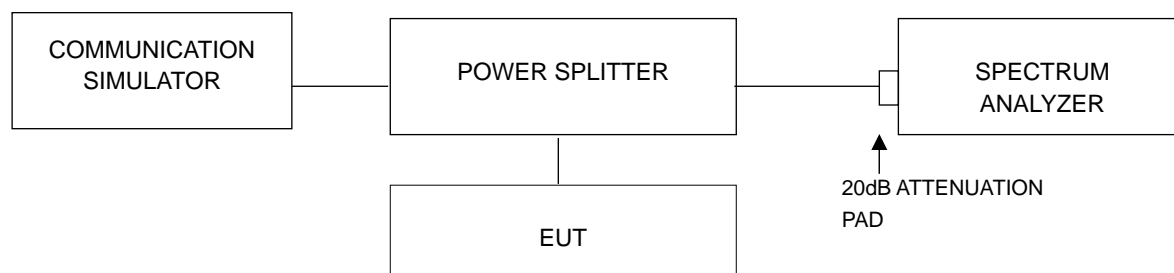 COMMUNICATION
SIMULATOR
POWER SPLITTER
SPECTRUM
ANALYZER
20dB ATTENUATION
PAD
EUT